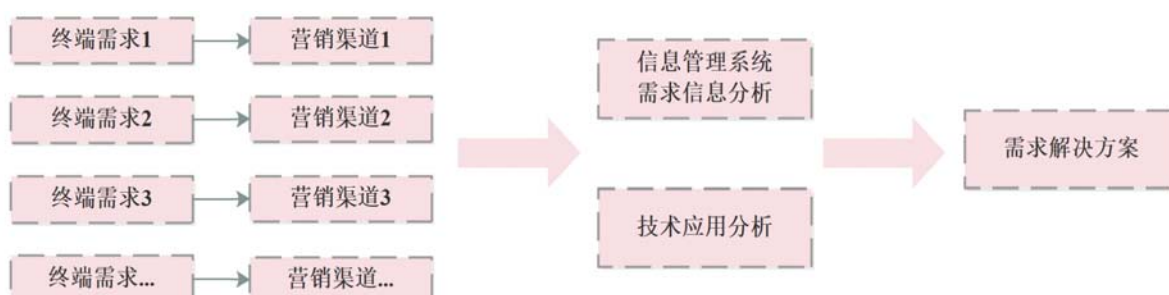 终端需求1
营销渠道1
终端需求2
营销渠道2
终端需求3
营销渠道3
终端需求...
营销渠道...
信息管理系统
需求信息分析
技术应用分析
需求解决方案